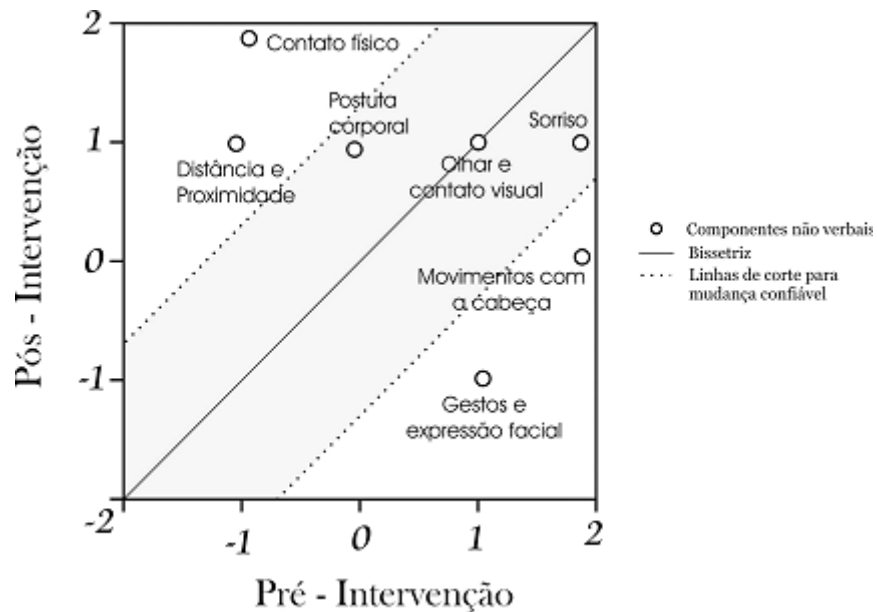 2
Contato físico
Postuta
corporal
Sorriso
1
Distância e
Proximidade
Olhar e
contato visual
Pós - Intervenção
0
Movimentos com
a cabeça
-1
Gestos e
expressão facial
-2
-1
0
1
2
Pré - Intervenção
Componentes não verbais
Bissetriz
Linhas de corte para
mudança confiável